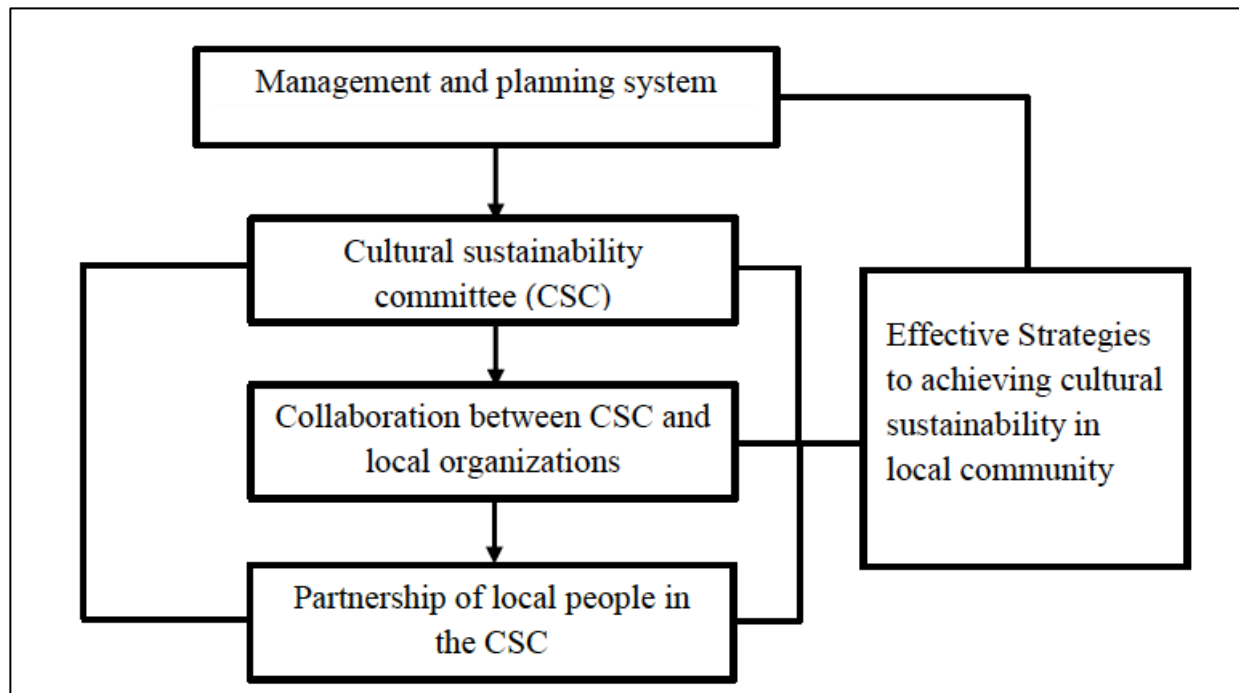 Management and planning system
Cultural sustainability
committee (CSC)
Collaboration between CSC and
local organizations
Partnership of local people in
the CSC
Effective Strategies
to achieving cultural
sustainability in
local community